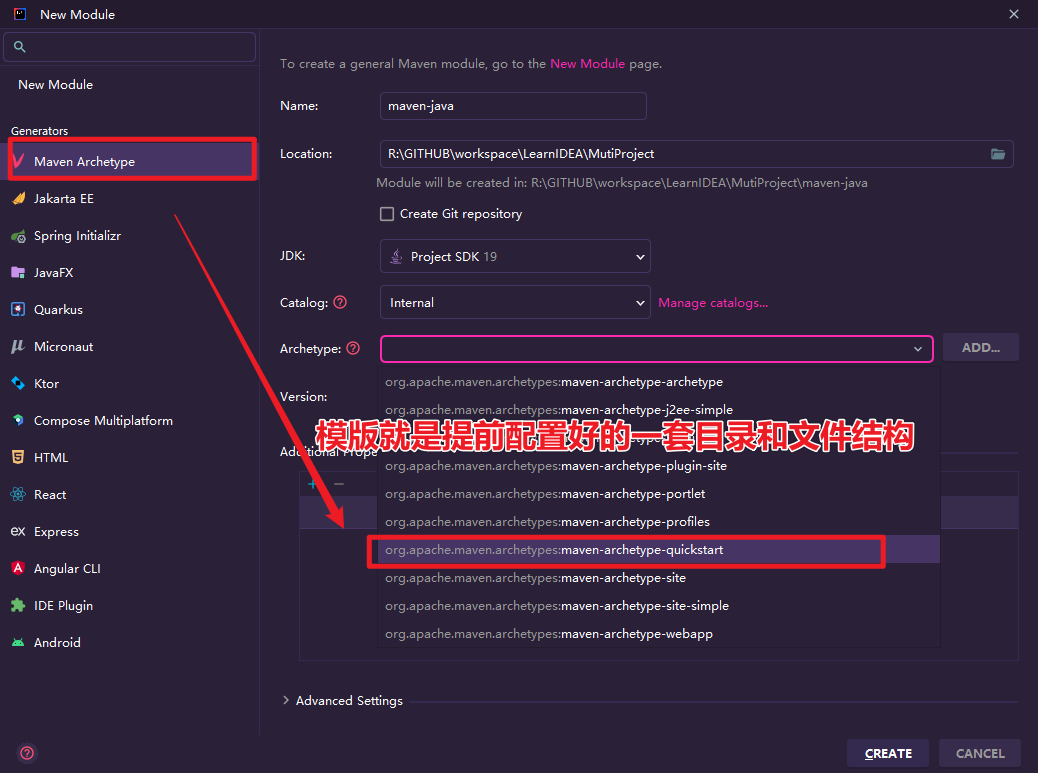 New Module
New Module
Generators
Maven Archetype
Jakarta EE
Spring Initializr
JavaFX
Quarkus
Micronaut
Ktor
Compose Multiplatform
HTML
React
ex Express
Angular CLI
IDE Plugin
Android
To create a general Maven module, go to the New Module page.
Name: maven-java
Location: R:\GITHUB\workspace\LearnIDEA\MutiProject
Module will be created in: R:\GITHUB\workspace\LearnIDEA\MutiProject\maven-java
Create Git repository
JDK: Project SDK 19
Catalog: Internal Manage catalogs...
Archetype: ADD...
org.apache.maven.archetypes:maven-archetype-archetype
Version:
org.apache.maven.archetypes:maven-archetype-j2ee-simple
模版就是提前配置好的一套目录和文件结构
Additional
org.apache.maven.archetypes:maven-archetype-plugin-site
org.apache.maven.archetypes:maven-archetype-portlet
org.apache.maven.archetypes:maven-archetype-profiles
org.apache.maven.archetypes:maven-archetype-quickstart
org.apache.maven.archetypes:maven-archetype-site
org.apache.maven.archetypes:maven-archetype-site-simple
org.apache.maven.archetypes:maven-archetype-webapp
Advanced Settings
CREATE
CANCEL